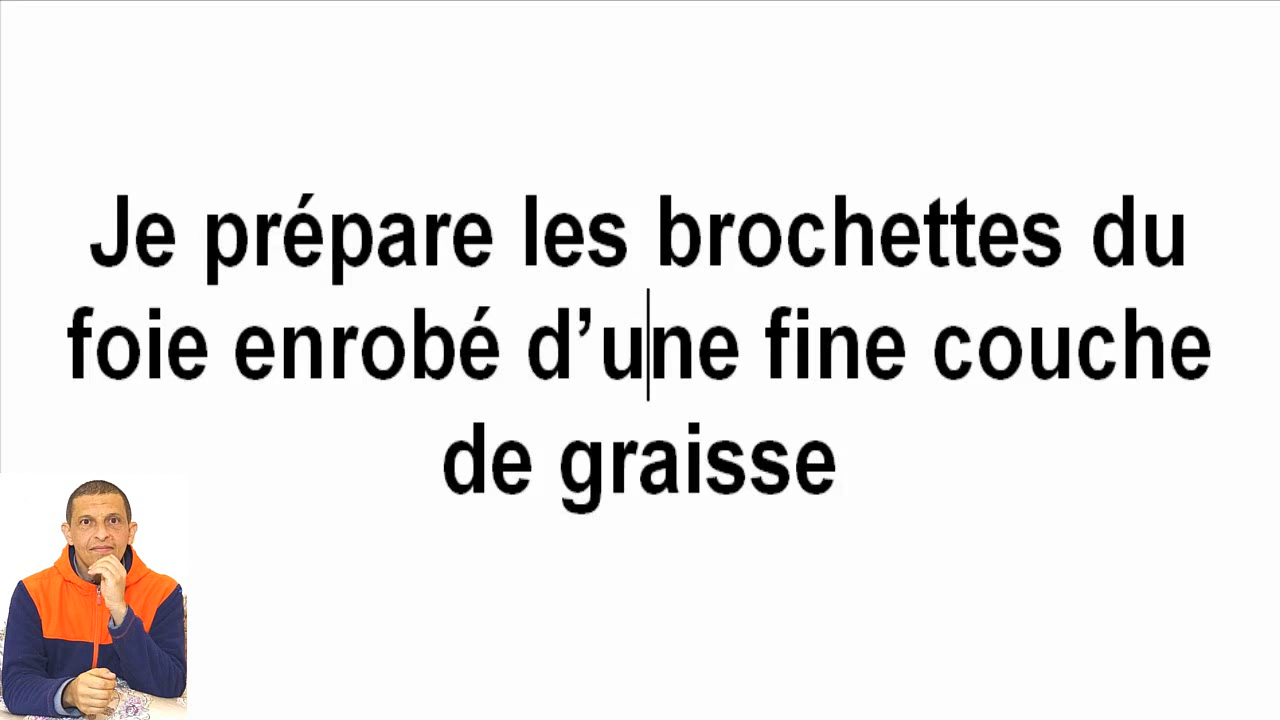 Je prépare les brochettes du
foie enrobé d’une fine couche
de graisse